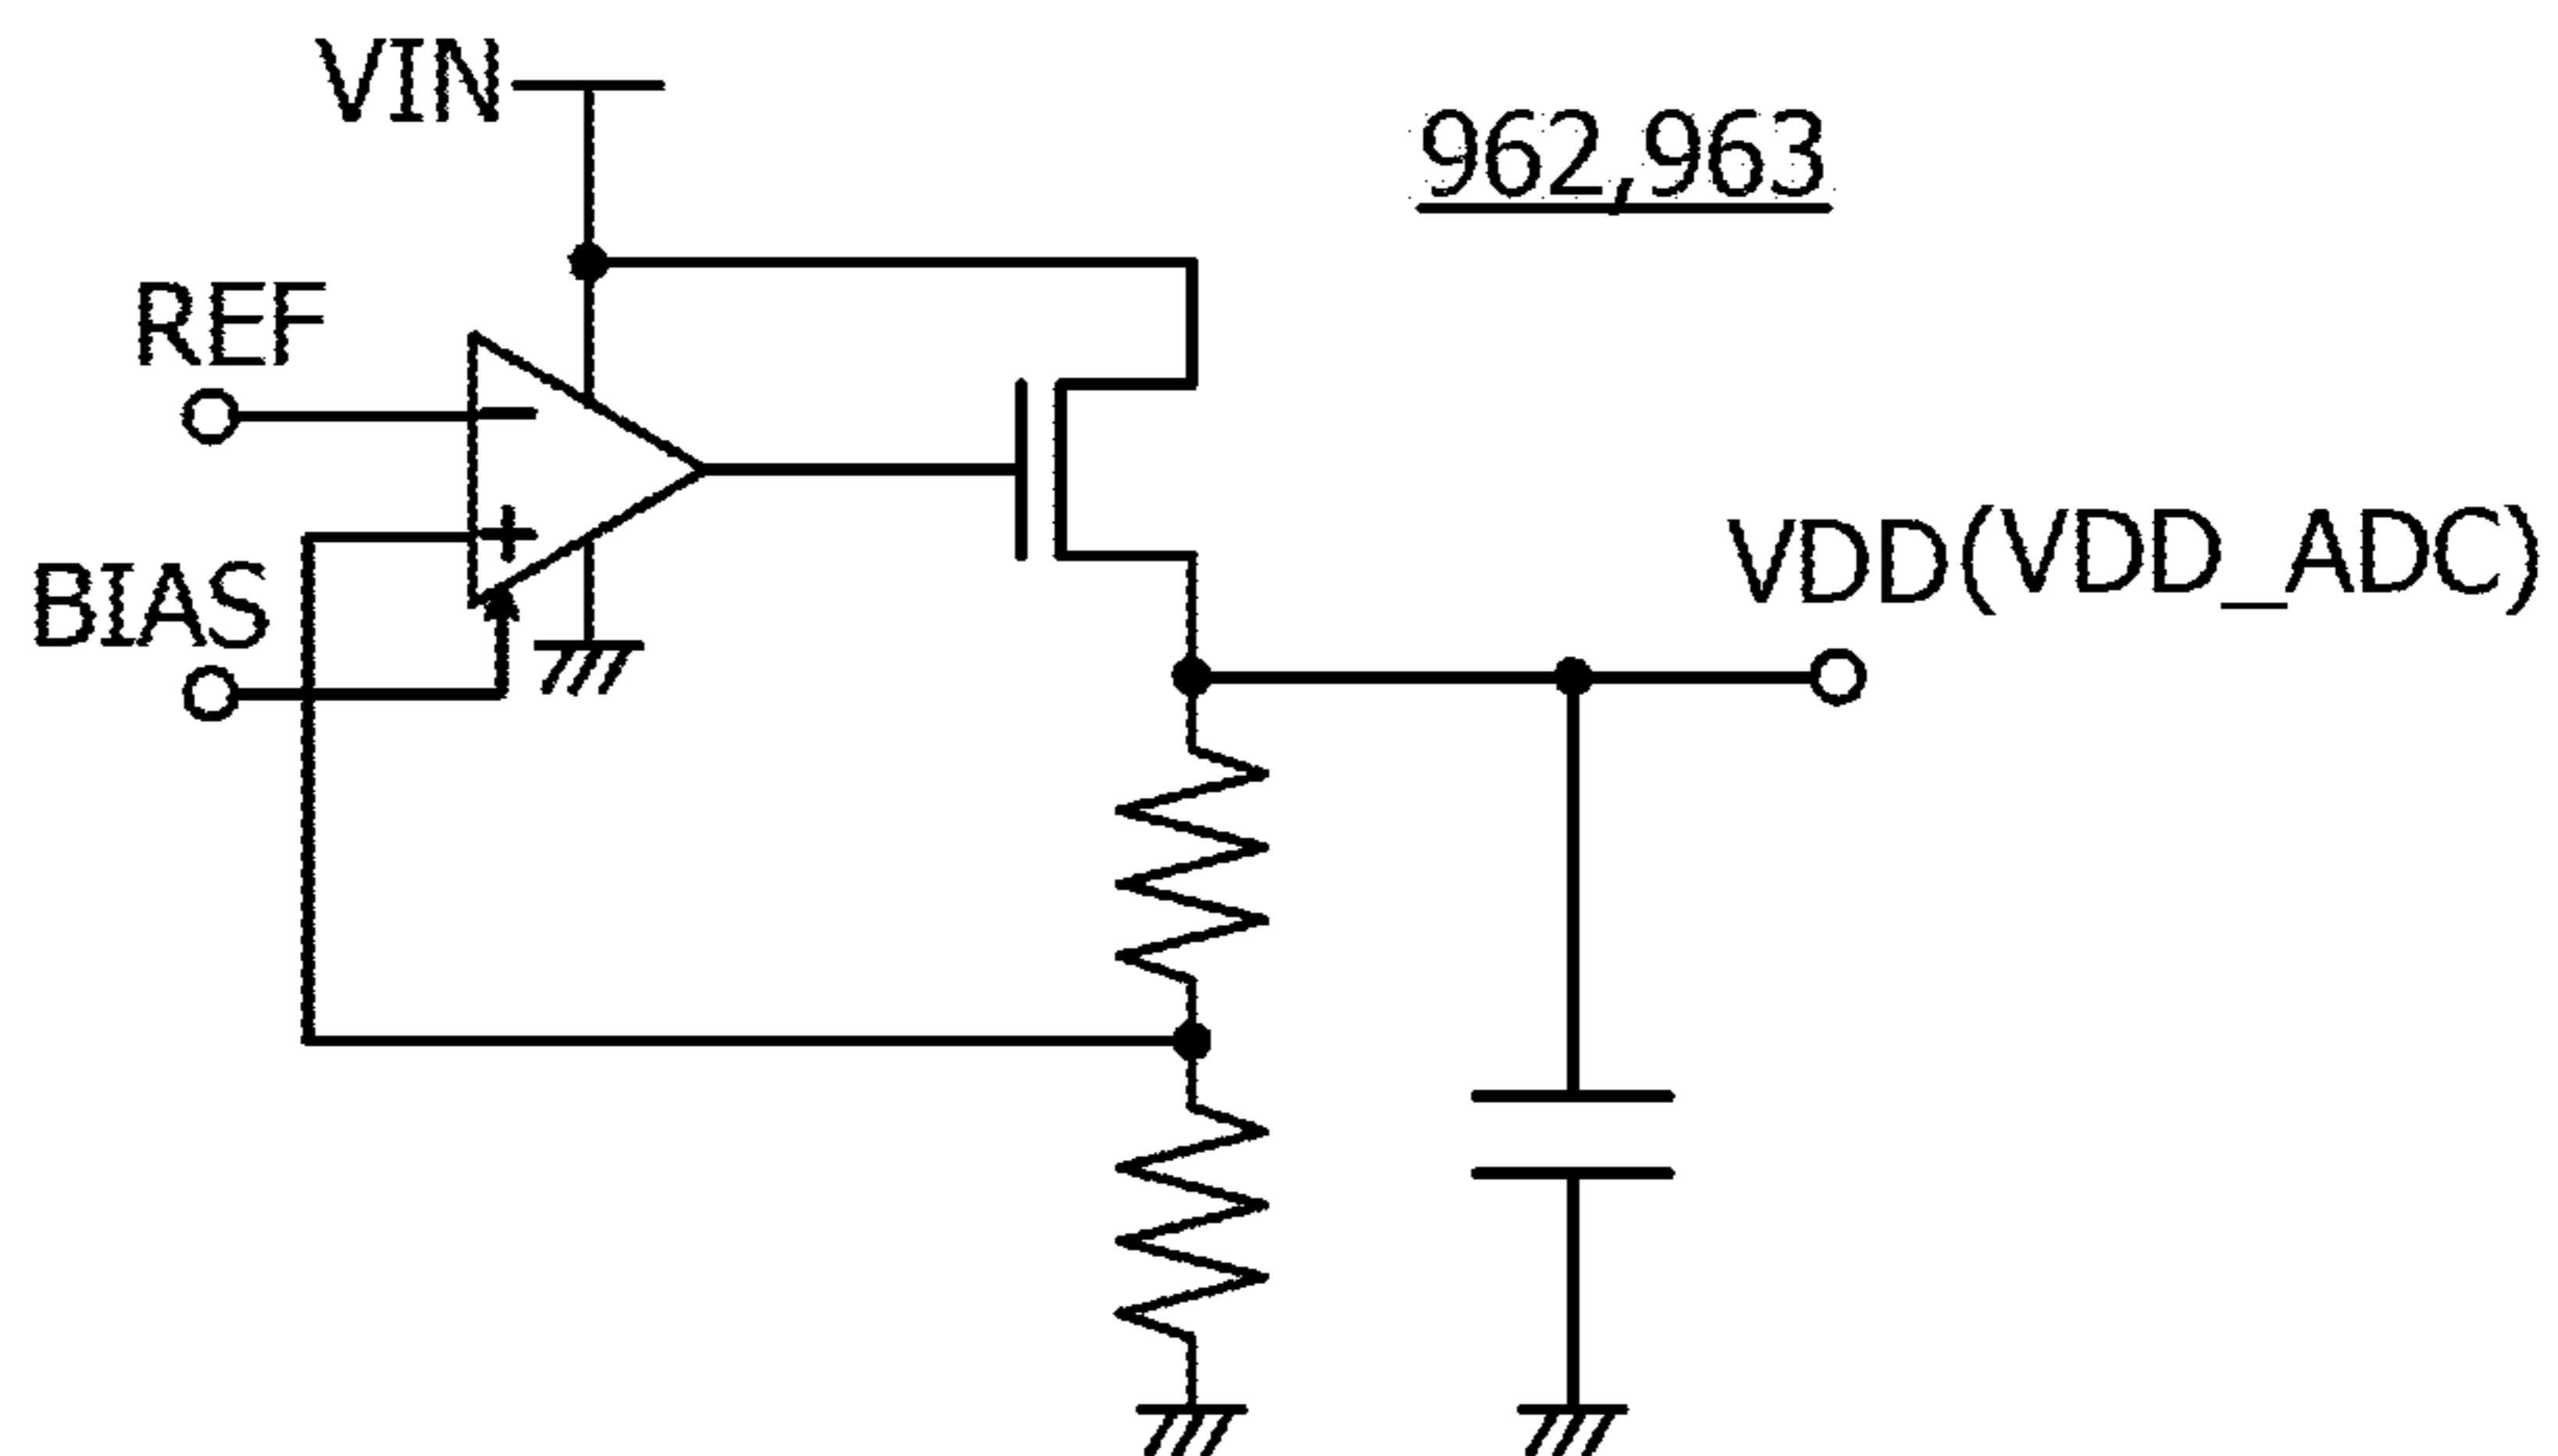 VIN
962,963
REF
BIAS
VDD(VDD_ADC)